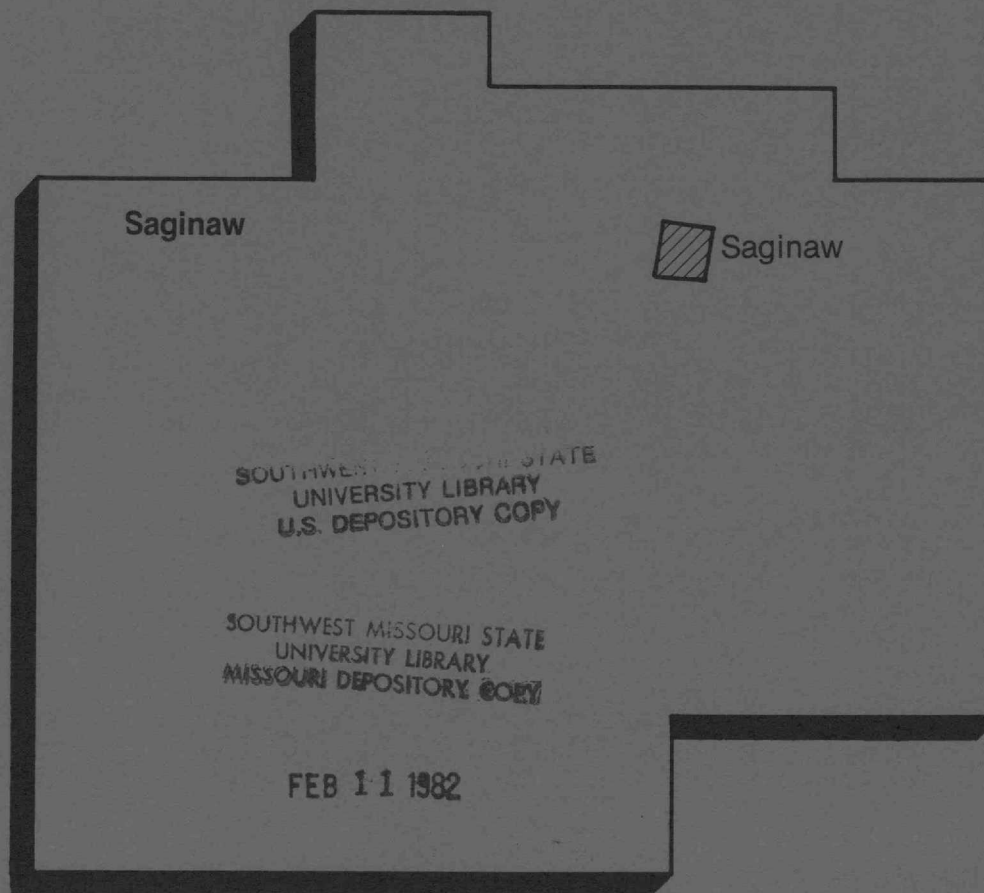 Saginaw
Saginaw
STATE
UNIVERSITY LIBRARY
U.S. DEPOSITORY COPY
SOUTHWEST MISSOURI STATE
UNIVERSITY LIBRARY
MISSOURI DEPOSITORY COPY
FEB 11 1982